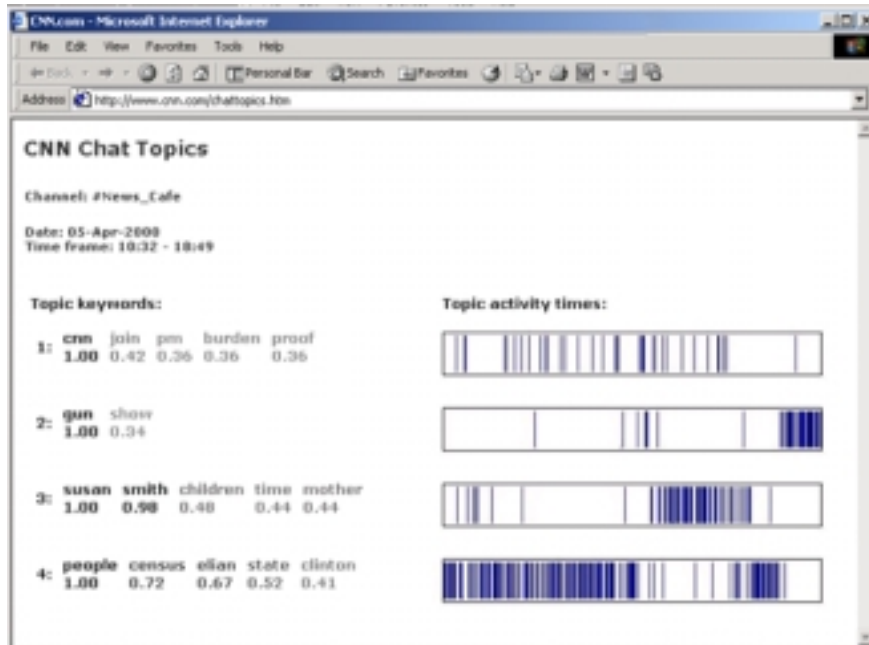 CNN.com - Microsoft Internet Explorer
File Edit View Favorites Tools Help
Back Personal Bar Search Favorites
Address http://www.cnn.com/chattopics.htm
CNN Chat Topics
Channel: #News_Cafe
Date: 05-Apr-2000
Time frame: 10:32 - 18:49
Topic keywords: Topic activity times:
1: cnn join pm burden proof
1.00 0.42 0.36 0.36 0.36
2: gun show
1.00 0.34
3: susan smith children time mother
1.00 0.98 0.48 0.44 0.44
4: people census elian state clinton
1.00 0.72 0.67 0.52 0.41